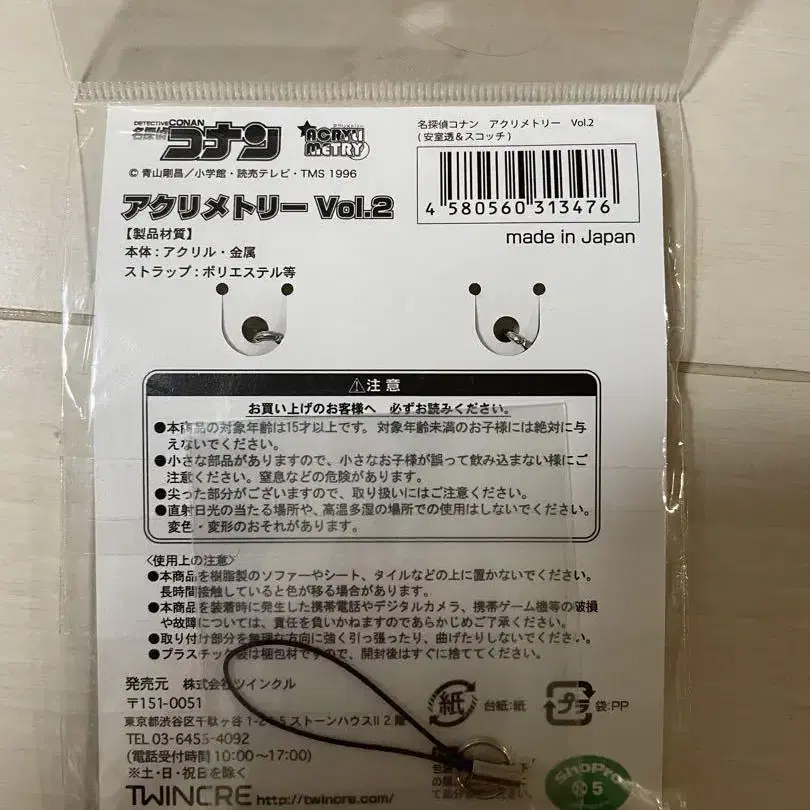 DETECTIVE CONAN
名探偵コナン
ACRYL METRY
名探偵コナン アクリメトリー Vol.2
(安室透&スコッチ)
© 青山剛昌／小学館・読売テレビ・TMS 1996
4 580560 313476
アクリメトリー Vol.2
made in Japan
【製品材質】
本体:アクリル・金属
ストラップ:ポリエステル等
⚠注意
お買い上げのお客様へ 必ずお読みください。
●本商品の対象年齢は15才以上です。対象年齢未満のお子様には絶対に与
えないでください。
●小さな部品がありますので、小さなお子様が誤って飲み込まない様にご
注意ください。窒息などの危険があります。
●尖った部分がございますので、取り扱いにはご注意ください。
●直射日光の当たる場所や、高温多湿の場所での使用はしないでください。
変色・変形のおそれがあります。
<使用上の注意>
●本商品を樹脂製のソファーやシート、タイルなどの上に置かないでください。
長時間接触していると色が移る場合があります。
●本商品を装着時に発生した携帯電話やデジタルカメラ、携帯ゲーム機等の破損
や故障については、責任を負いかねますのであらかじめご了承ください。
●取り付け部分を無理な方向に強く引っ張ったり、曲げたりしないでください。
●プラスチック袋は梱包材ですので、開封後はすぐに捨ててください。
発売元 株式会社ツインクル
〒151-0051
東京都渋谷区千駄ヶ谷 ストーンハウスII 2階
TEL 03-6455-4092
(電話受付時間 10:00～17:00)
※土・日・祝日を除く
TWINCRE http://twincre.com/
紙 台紙:紙
プラ 袋:PP
ShoPro
5